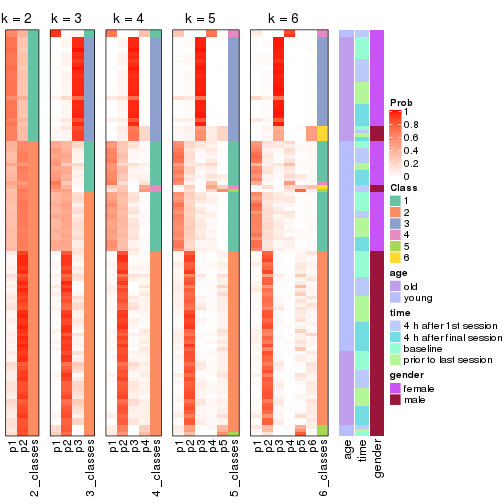 k = 2 k = 3 k = 4 k = 5 k = 6
Prob
1
0.8
0.6
0.4
0.2
0
Class
1
2
3
4
5
6
age
old
young
time
4 h after 1st session
4 h after final session
baseline
prior to last session
gender
female
male
p1 p2 2_classes p1 p2 p3 3_classes p1 p2 p3 p4 4_classes p1 p2 p3 p4 p5 5_classes p1 p2 p3 p4 p5 p6 6_classes age time gender